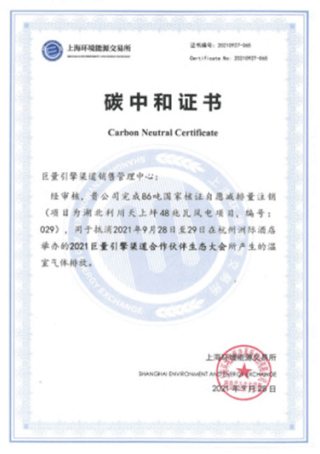 上海环境能源交易所
证书编号: 20210927-060
Certificate No: 20210927-060
碳中和证书
Carbon Neutral Certificate
巨量引擎渠道销售管理中心:
经审核, 贵公司完成86吨国家核证自愿减排量注销
(项目为湖北利川天上坪48兆瓦风电项目, 编号:
029), 用于抵消2021年9月28日至29日在杭州洲际酒店
举办的2021巨量引擎渠道合作伙伴生态大会所产生的温
室气体排放。
上海环境能源交易所
SHANGHAI ENVIRONMENT AND ENERGY EXCHANGE
2021年9月28日